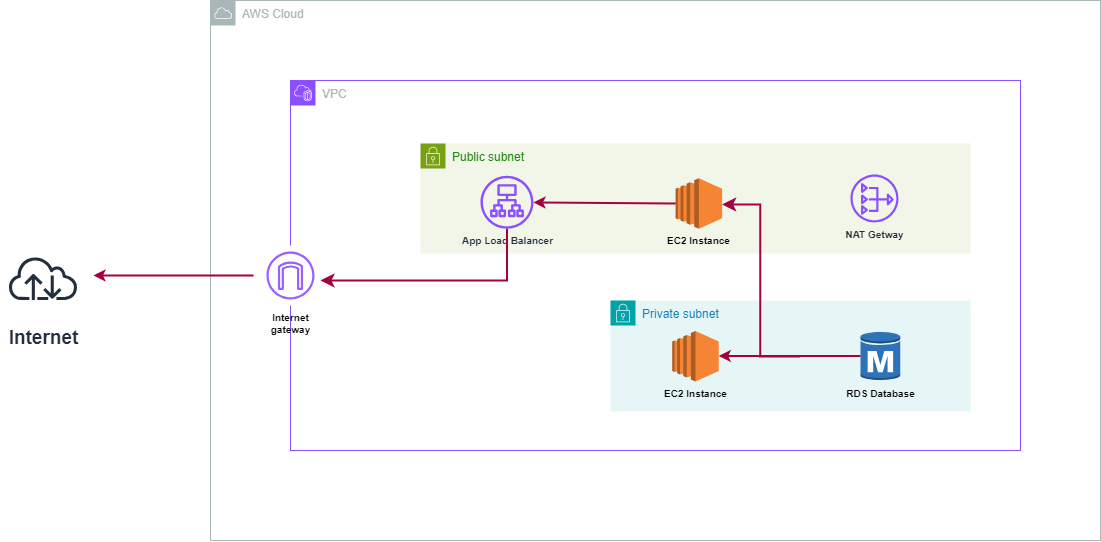 AWS Cloud
VPC
Public subnet
App Load Balancer
EC2 Instance
NAT Getway
Private subnet
Internet
gateway
Internet
EC2 Instance
M
RDS Database